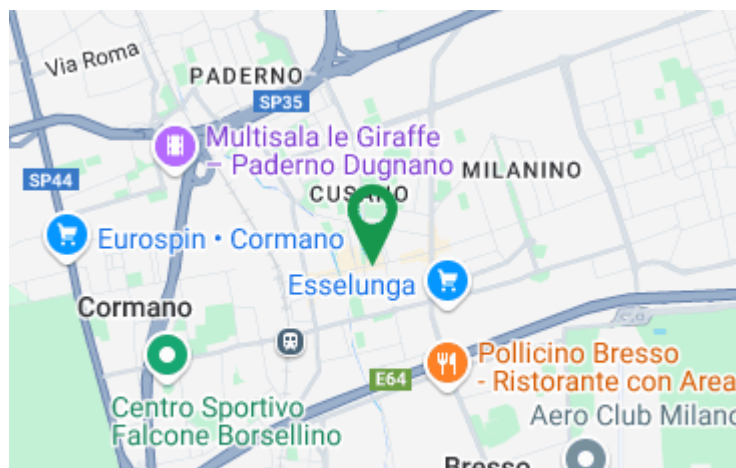 Via Roma
PADERNO
SP35
Multisala le Giraffe
– Paderno Dugnano
MILANINO
SP44
CUSANO
Eurospin • Cormano
Esselunga
Cormano
Pollicino Bresso
- Ristorante con Area
E64
Centro Sportivo
Falcone Borsellino
Aero Club Milano
Bresso